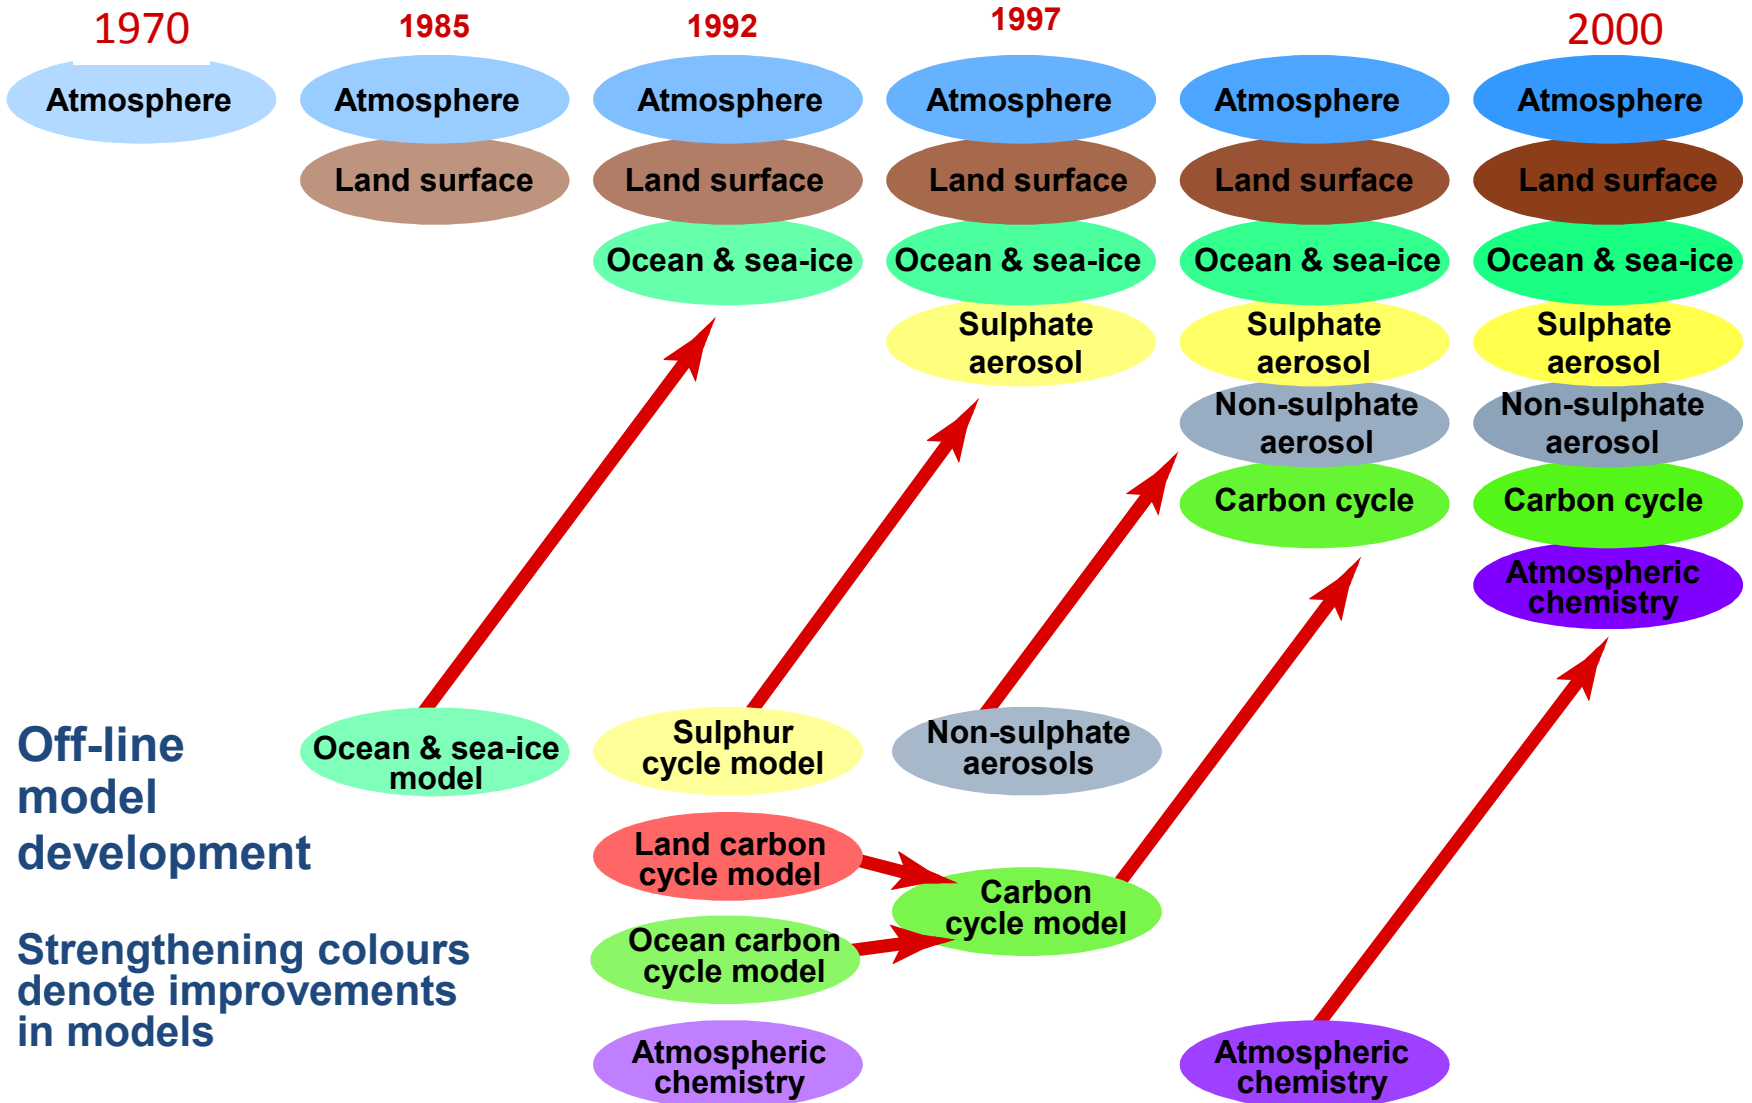 1970
1985
1992
1997
2000
Atmosphere
Atmosphere
Atmosphere
Atmosphere
Atmosphere
Atmosphere
Land surface
Land surface
Land surface
Land surface
Land surface
Ocean & sea-ice
Ocean & sea-ice
Ocean & sea-ice
Ocean & sea-ice
Sulphate
aerosol
Sulphate
aerosol
Sulphate
aerosol
Non-sulphate
aerosol
Non-sulphate
aerosol
Carbon cycle
Carbon cycle
Atmospheric
chemistry
Off-line
model
development
Ocean & sea-ice
model
Sulphur
cycle model
Non-sulphate
aerosols
Land carbon
cycle model
Carbon
cycle model
Ocean carbon
cycle model
Strengthening colours
denote improvements
in models
Atmospheric
chemistry
Atmospheric
chemistry